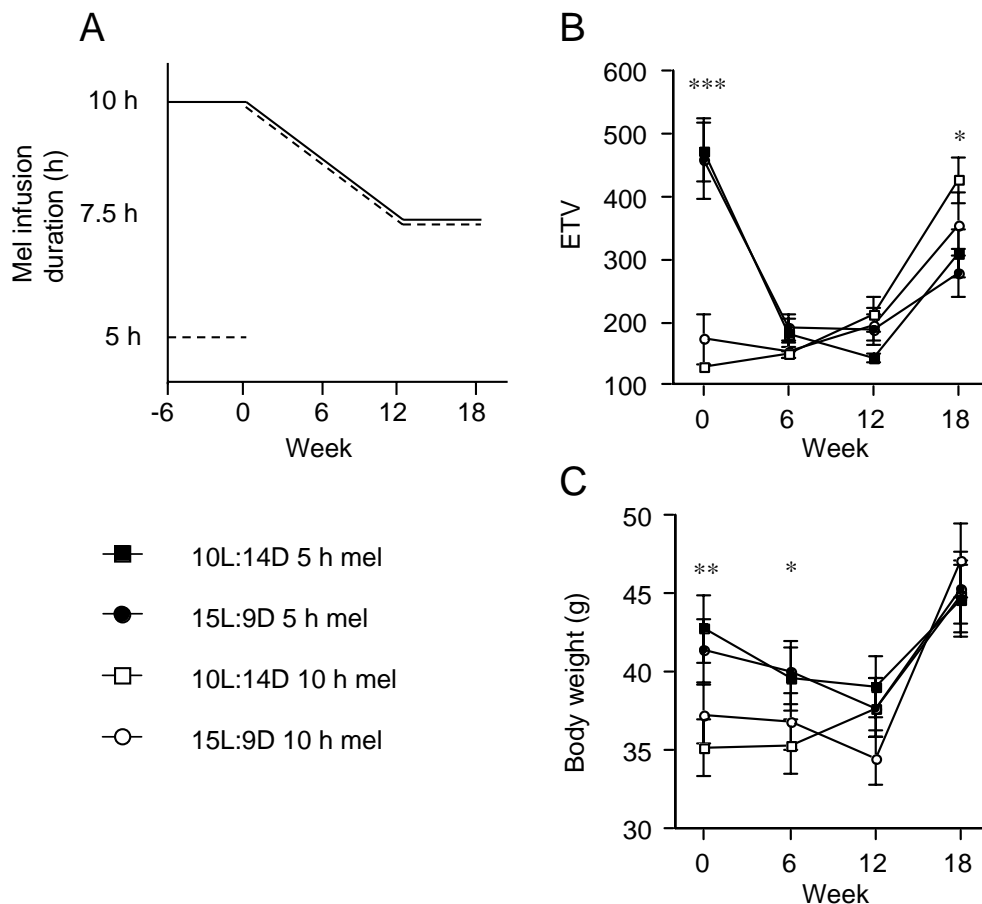 A
10 h
7.5 h
5 h
Mel infusion
duration (h)
-6 0 6 12 18
Week
B
600
500
400
300
200
100
ETV
***
*
0 6 12 18
Week
10L:14D 5 h mel
15L:9D 5 h mel
10L:14D 10 h mel
15L:9D 10 h mel
C
50
45
40
35
30
Body weight (g)
**
*
0 6 12 18
Week